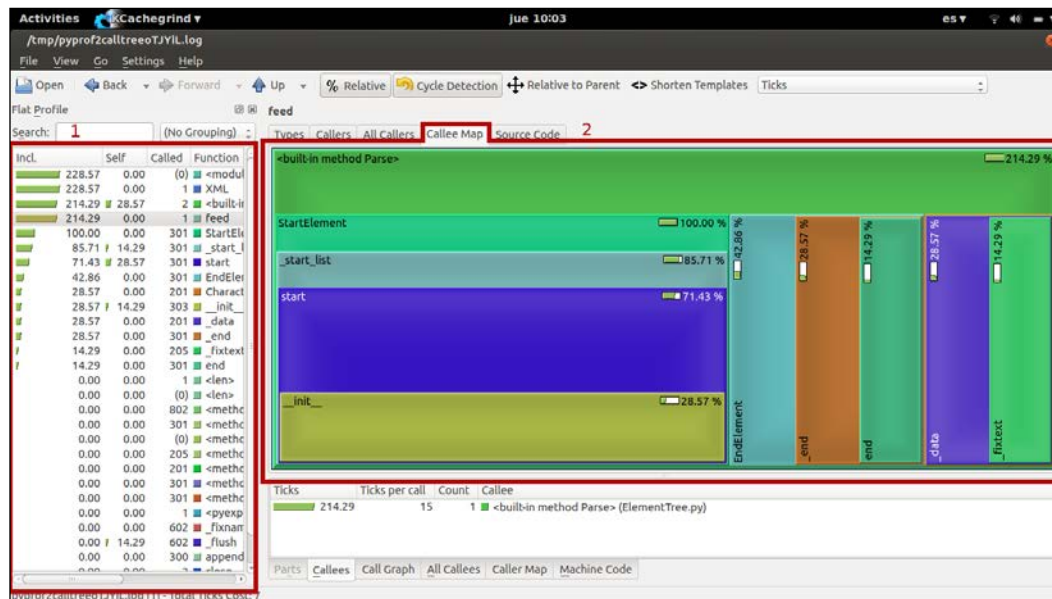 Activities KCachegrind jue 10:03 es
/tmp/pyprof2calltreeoTJYlL.log
File View Go Settings Help
Open Back Forward Up % Relative Cycle Detection Relative to Parent <> Shorten Templates Ticks
Flat Profile
Search: 1 (No Grouping)
Incl. Self Called Function
228.57 0.00 (0) <modul
228.57 0.00 1 XML
214.29 28.57 2 <built-in
214.29 0.00 1 feed
100.00 0.00 301 StartEle
85.71 14.29 301 _start_l
71.43 28.57 301 start
42.86 0.00 301 EndElem
28.57 0.00 201 Charact
28.57 14.29 303 __init__
28.57 0.00 201 _data
28.57 0.00 301 _end
14.29 0.00 205 _fixtext
14.29 0.00 301 end
0.00 0.00 1 <len>
0.00 0.00 (0) <len>
0.00 0.00 802 <metho
0.00 0.00 301 <metho
0.00 0.00 (0) <metho
0.00 0.00 205 <metho
0.00 0.00 201 <metho
0.00 0.00 301 <metho
0.00 0.00 301 <metho
0.00 0.00 1 <pyexp
0.00 0.00 602 _fixnam
0.00 14.29 602 _flush
0.00 0.00 300 append
feed
Types Callers All Callers Callee Map Source Code 2
<built-in method Parse> 214.29 %
StartElement 100.00 %
_start_list 85.71 %
start 71.43 %
__init__ 28.57 %
EndElement 42.86 %
_end 28.57 %
end 14.29 %
_data 28.57 %
_fixtext 14.29 %
Ticks Ticks per call Count Callee
214.29 15 1 <built-in method Parse> (ElementTree.py)
Parts Callees Call Graph All Callees Caller Map Machine Code